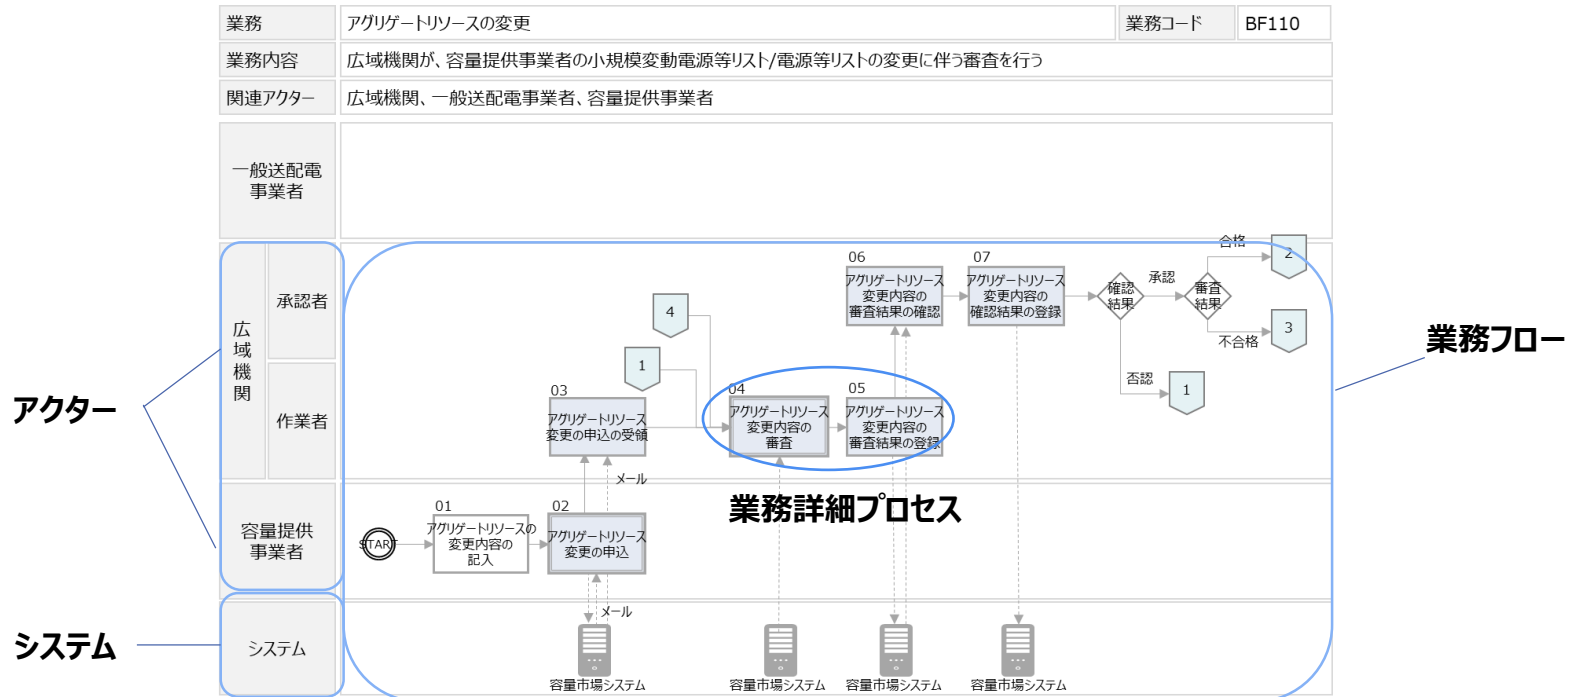 業務
アグリゲートリソースの変更
業務コード
BF110
業務内容
広域機関が、容量提供事業者の小規模変動電源等リスト/電源等リストの変更に伴う審査を行う
関連アクター
広域機関、一般送配電事業者、容量提供事業者
一般送配電
事業者
広域機関
承認者
作業者
容量提供
事業者
システム
アクター
システム
業務フロー
業務詳細プロセス
START
01
アグリゲートリソースの
変更内容の
記入
02
アグリゲートリソース
変更の申込
03
アグリゲートリソース
変更の申込の受領
メール
メール
4
1
04
アグリゲートリソース
変更内容の
審査
05
アグリゲートリソース
変更内容の
審査結果の登録
06
アグリゲートリソース
変更内容の
審査結果の確認
07
アグリゲートリソース
変更内容の
確認結果の登録
確認
結果
承認
否認
1
審査
結果
合格
2
不合格
3
容量市場システム
容量市場システム
容量市場システム
容量市場システム